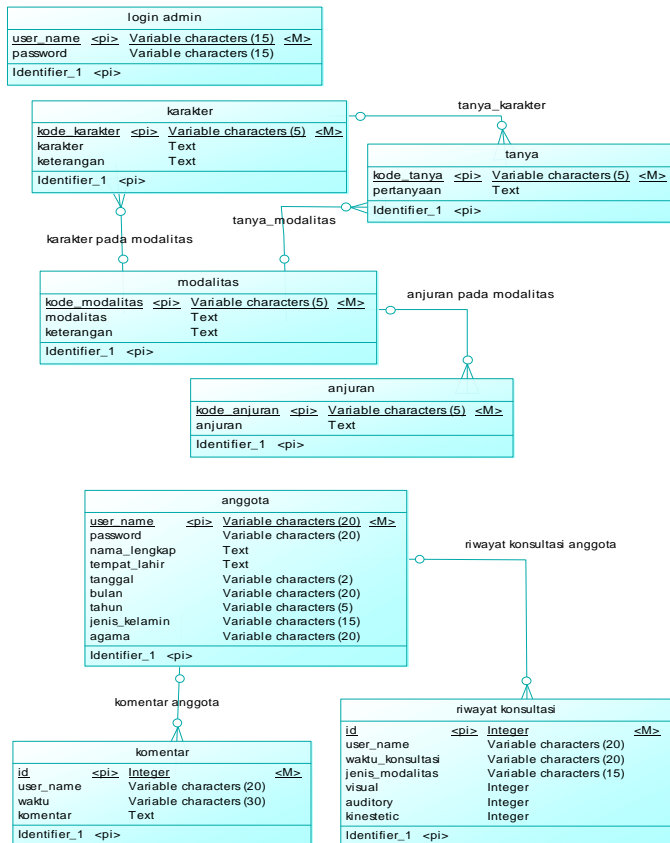 login admin
user_name <pi> Variable characters (15) <M>
password Variable characters (15)
Identifier_1 <pi>
karakter
kode_karakter <pi> Variable characters (5) <M>
karakter Text
keterangan Text
Identifier_1 <pi>
tanya_karakter
tanya
kode_tanya <pi> Variable characters (5) <M>
pertanyaan Text
Identifier_1 <pi>
tanya_modalitas
karakter pada modalitas
modalitas
kode_modalitas <pi> Variable characters (5) <M>
modalitas Text
keterangan Text
Identifier_1 <pi>
anjuran pada modalitas
anjuran
kode_anjuran <pi> Variable characters (5) <M>
anjuran Text
Identifier_1 <pi>
anggota
user_name <pi> Variable characters (20) <M>
password Variable characters (20)
nama_lengkap Text
tempat_lahir Text
tanggal Variable characters (2)
bulan Variable characters (20)
tahun Variable characters (5)
jenis_kelamin Variable characters (15)
agama Variable characters (20)
Identifier_1 <pi>
riwayat konsultasi anggota
komentar anggota
komentar
id <pi> Integer <M>
user_name Variable characters (20)
waktu Variable characters (30)
komentar Text
Identifier_1 <pi>
riwayat konsultasi
id <pi> Integer <M>
user_name Variable characters (20)
waktu_konsultasi Variable characters (20)
jenis_modalitas Variable characters (15)
visual Integer
auditory Integer
kinestetic Integer
Identifier_1 <pi>